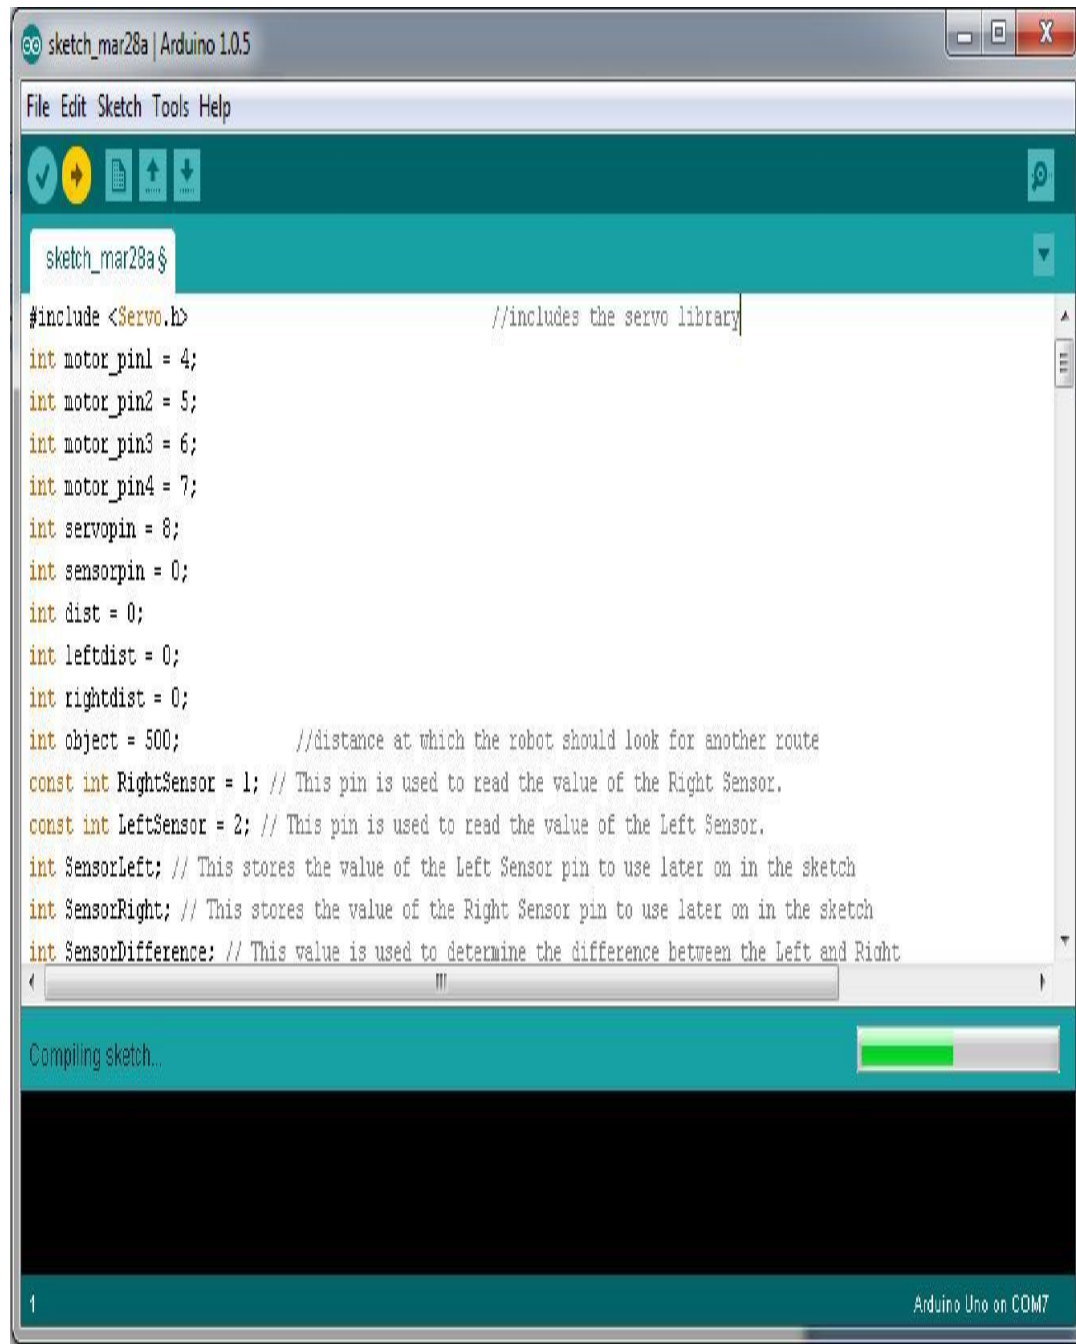 sketch_mar28a | Arduino 1.0.5
File Edit Sketch Tools Help
sketch_mar28a §
#include <Servo.h> //includes the servo library
int motor_pin1 = 4;
int motor_pin2 = 5;
int motor_pin3 = 6;
int motor_pin4 = 7;
int servopin = 8;
int sensorpin = 0;
int dist = 0;
int leftdist = 0;
int rightdist = 0;
int object = 500; //distance at which the robot should look for another route
const int RightSensor = 1; // This pin is used to read the value of the Right Sensor.
const int LeftSensor = 2; // This pin is used to read the value of the Left Sensor.
int SensorLeft; // This stores the value of the Left Sensor pin to use later on in the sketch
int SensorRight; // This stores the value of the Right Sensor pin to use later on in the sketch
int SensorDifference; // This value is used to determine the difference between the Left and Right
Compiling sketch...
1
Arduino Uno on COM7